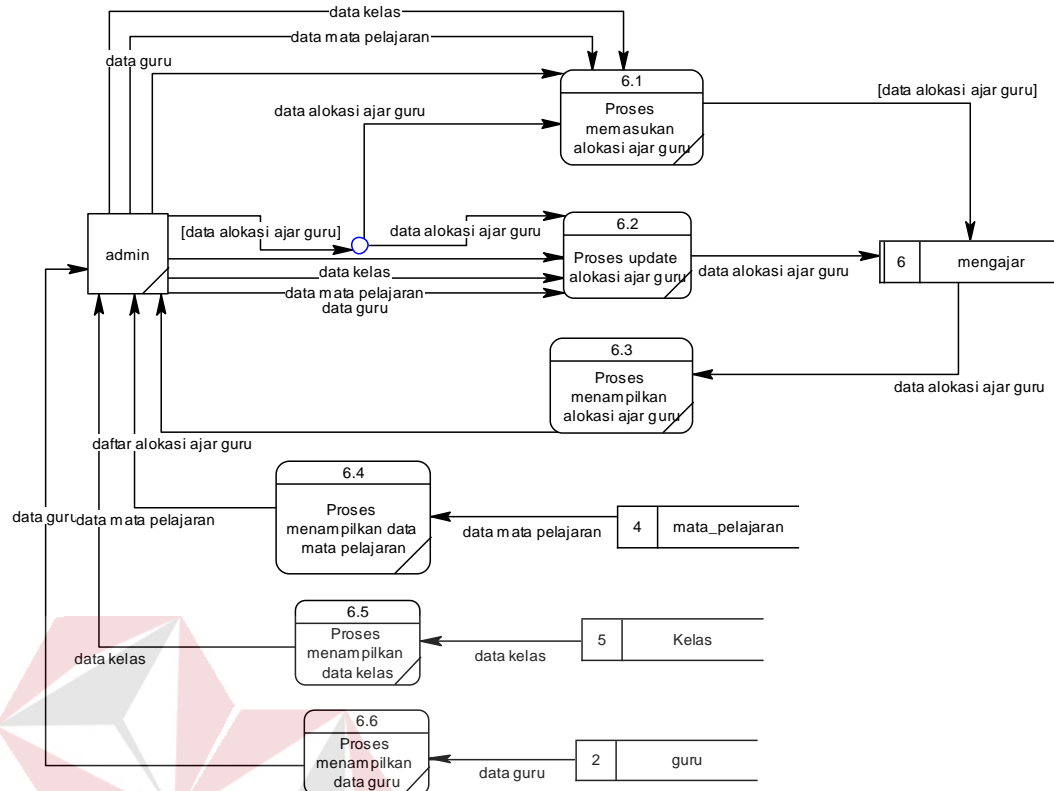 data kelas
data mata pelajaran
data guru
6.1
Proses
memasukan
alokasi ajar guru
[data alokasi ajar guru]
data alokasi ajar guru
admin
[data alokasi ajar guru]
data alokasi ajar guru
6.2
Proses update
alokasi ajar guru
data kelas
data mata pelajaran
data guru
data alokasi ajar guru
6
mengajar
6.3
Proses
menampilkan
alokasi ajar guru
data alokasi ajar guru
daftar alokasi ajar guru
6.4
Proses
menampilkan data
mata pelajaran
data guru
data mata pelajaran
data mata pelajaran
4
mata_pelajaran
6.5
Proses
menampilkan
data kelas
data kelas
data kelas
5
Kelas
6.6
Proses
menampilkan
data guru
data guru
2
guru